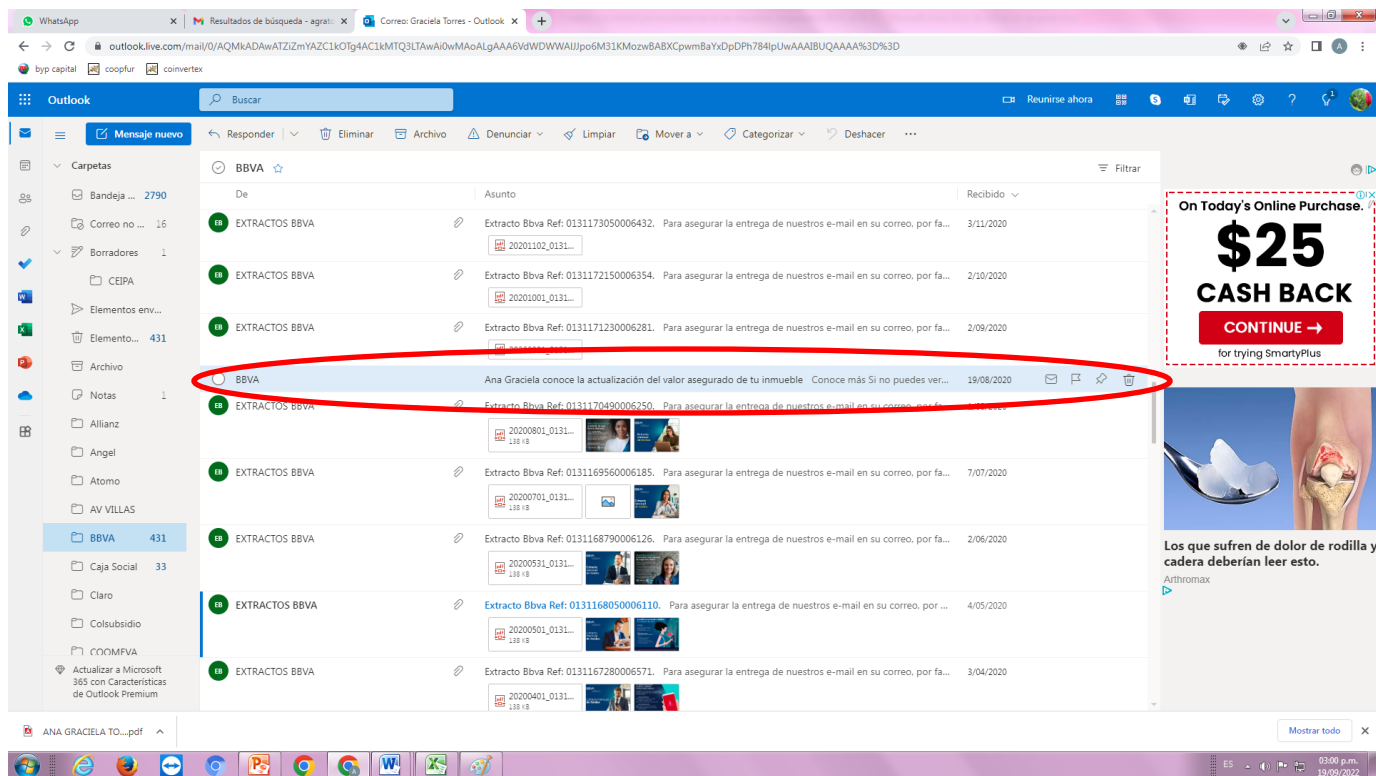 WhatsApp
Resultados de búsqueda - agrato
Correo: Graciela Torres - Outlook
outlook.live.com/mail/0/AQMkADAwATZiZmYAZC1kOTg4AC1kMTQ3LTAwAi0wMAoALgAAA6VdWDWWAIJJpo6M31KMozwBABXCpwmBaYxDpDPh784IpUwAAAIBUQAAAA%3D%3D
A
byp capital
coopfur
coinvertex
Outlook
Buscar
Reunirse ahora
1
Mensaje nuevo
Responder
Eliminar
Archivo
Denunciar
Limpiar
Mover a
Categorizar
Deshacer
Carpetas
Bandeja ... 2790
Correo no ... 16
Borradores 1
CEIPA
Elementos env...
Elemento... 431
Archivo
Notas 1
Allianz
Angel
Atomo
AV VILLAS
BBVA 431
Caja Social 33
Claro
Colsubsidio
COOMEVA
Actualizar a Microsoft
365 con Características
de Outlook Premium
BBVA
Filtrar
De Asunto Recibido
EB EXTRACTOS BBVA Extracto Bbva Ref: 0131173050006432. Para asegurar la entrega de nuestros e-mail en su correo, por fa... 3/11/2020
20201102_0131...
EB EXTRACTOS BBVA Extracto Bbva Ref: 0131172150006354. Para asegurar la entrega de nuestros e-mail en su correo, por fa... 2/10/2020
20201001_0131...
EB EXTRACTOS BBVA Extracto Bbva Ref: 0131171230006281. Para asegurar la entrega de nuestros e-mail en su correo, por fa... 2/09/2020
BBVA Ana Graciela conoce la actualización del valor asegurado de tu inmueble Conoce más Si no puedes ver... 19/08/2020
EB EXTRACTOS BBVA Extracto Bbva Ref: 0131170490006250. Para asegurar la entrega de nuestros e-mail en su correo, por fa...
20200801_0131...
138 KB
EB EXTRACTOS BBVA Extracto Bbva Ref: 0131169560006185. Para asegurar la entrega de nuestros e-mail en su correo, por fa... 7/07/2020
20200701_0131...
138 KB
EB EXTRACTOS BBVA Extracto Bbva Ref: 0131168790006126. Para asegurar la entrega de nuestros e-mail en su correo, por fa... 2/06/2020
20200531_0131...
138 KB
EB EXTRACTOS BBVA Extracto Bbva Ref: 0131168050006110. Para asegurar la entrega de nuestros e-mail en su correo, por ... 4/05/2020
20200501_0131...
138 KB
EB EXTRACTOS BBVA Extracto Bbva Ref: 0131167280006571. Para asegurar la entrega de nuestros e-mail en su correo, por fa... 3/04/2020
20200401_0131...
138 KB
On Today's Online Purchase.
$25
CASH BACK
CONTINUE →
for trying SmartyPlus
Los que sufren de dolor de rodilla y
cadera deberían leer esto.
Arthromax
ANA GRACIELA TO....pdf
Mostrar todo
ES
03:00 p.m.
19/09/2022